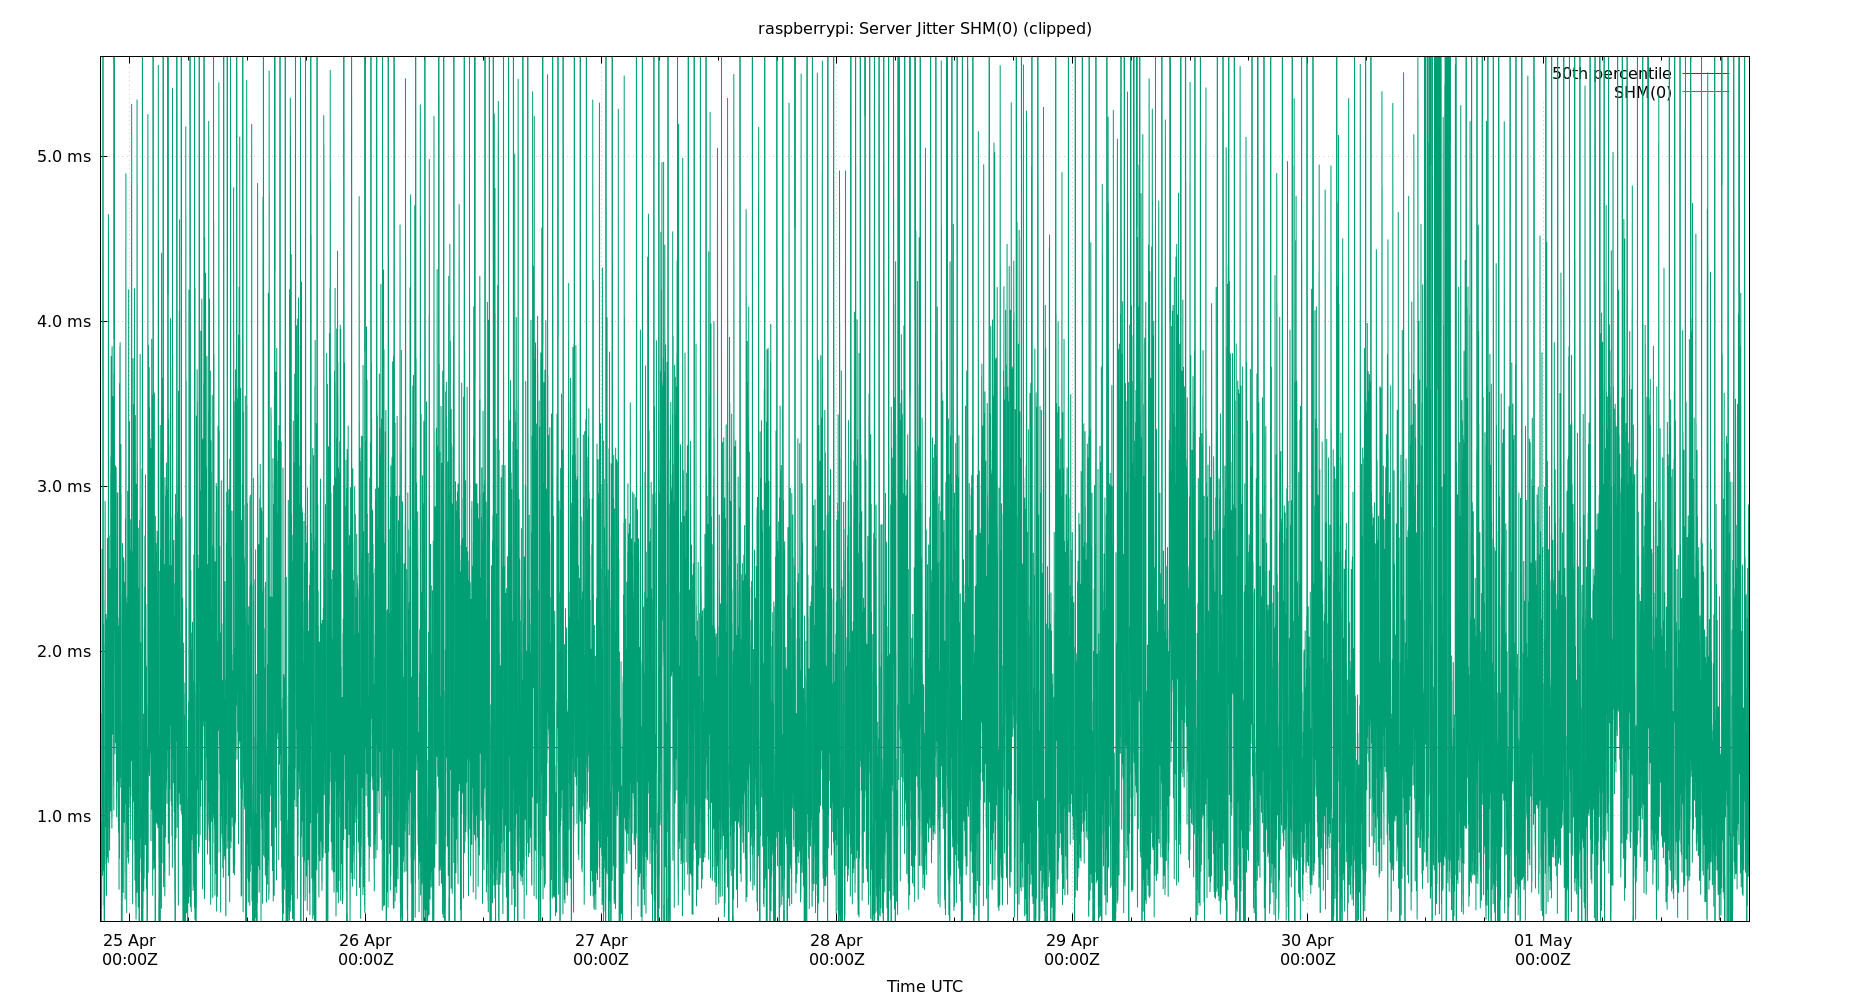 raspberrypi: Server Jitter SHM(0) (clipped)
50th percentile
SHM(0)
5.0 ms
4.0 ms
3.0 ms
2.0 ms
1.0 ms
25 Apr 26 Apr 27 Apr 28 Apr 29 Apr 30 Apr 01 May
00:00Z 00:00Z 00:00Z 00:00Z 00:00Z 00:00Z 00:00Z
Time UTC